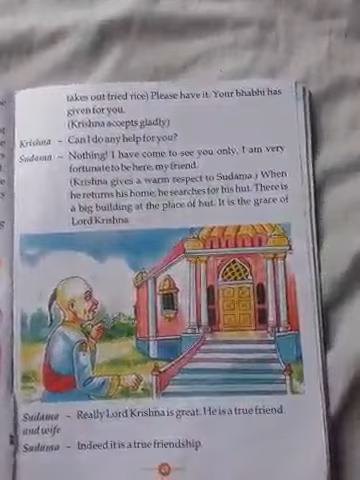 takes out fried rice) Please have it. Your bhabhi has
given for you.
(Krishna accepts gladly)
Krishna – Can I do any help for you?
Sudama – Nothing! I have come to see you only. I am very
fortunate to be here, my friend.
(Krishna gives a warm respect to Sudama.) When
he returns his home, he searches for his hut. There is
a big building at the place of hut. It is the grace of
Lord Krishna
Sudama – Really Lord Krishna is great. He is a true friend
and wife
Sudama – Indeed it is a true friendship.